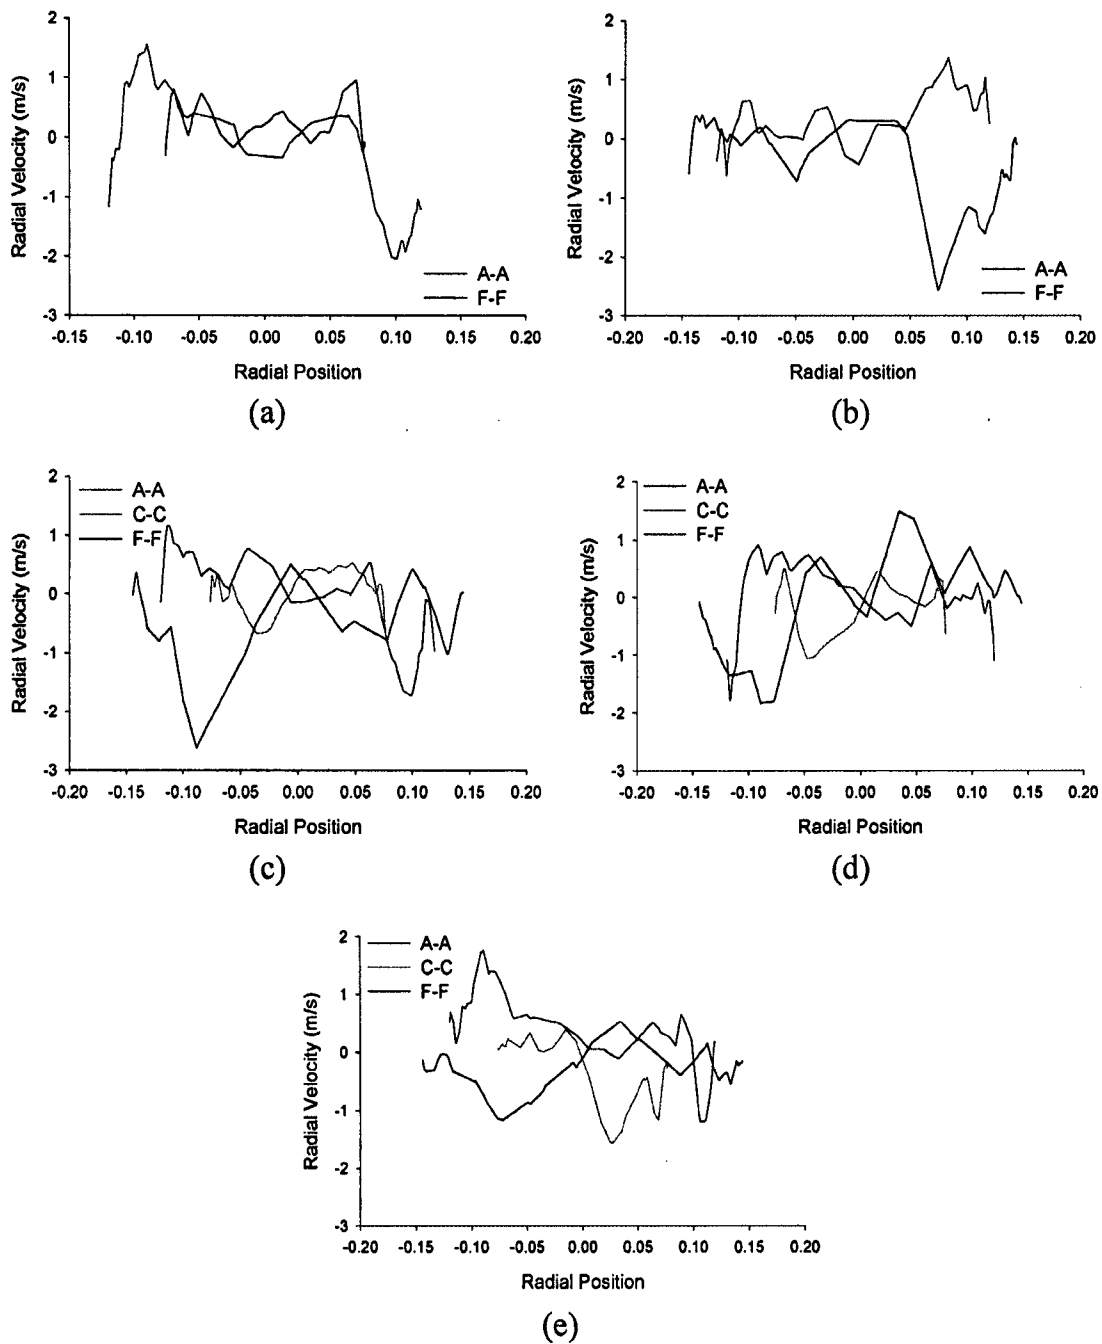 2
1
0
-1
-2
-3
Radial Velocity (m/s)
A-A
F-F
-0.15 -0.10 -0.05 0.00 0.05 0.10 0.15
Radial Position
(a)
2
1
0
-1
-2
-3
Radial Velocity (m/s)
A-A
F-F
-0.20 -0.15 -0.10 -0.05 0.00 0.05 0.10 0.15 0.20
Radial Position
(b)
2
1
0
-1
-2
-3
Radial Velocity (m/s)
A-A
C-C
F-F
-0.20 -0.15 -0.10 -0.05 0.00 0.05 0.10 0.15 0.20
Radial Position
(c)
2
1
0
-1
-2
-3
Radial Velocity (m/s)
A-A
C-C
F-F
-0.20 -0.15 -0.10 -0.05 0.00 0.05 0.10 0.15 0.20
Radial Position
(d)
2
1
0
-1
-2
-3
Radial Velocity (m/s)
A-A
C-C
F-F
-0.20 -0.15 -0.10 -0.05 0.00 0.05 0.10 0.15 0.20
Radial Position
(e)